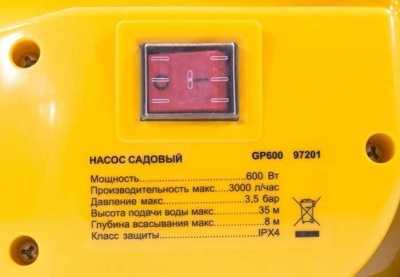 НАСОС САДОВЫЙ GP600 97201
Мощность.................................600 Вт
Производительность макс....3000 л/час
Давление макс.........................3,5 бар
Высота подачи воды макс............35 м
Глубина всасывания макс..............8 м
Класс защиты.............................IPX4